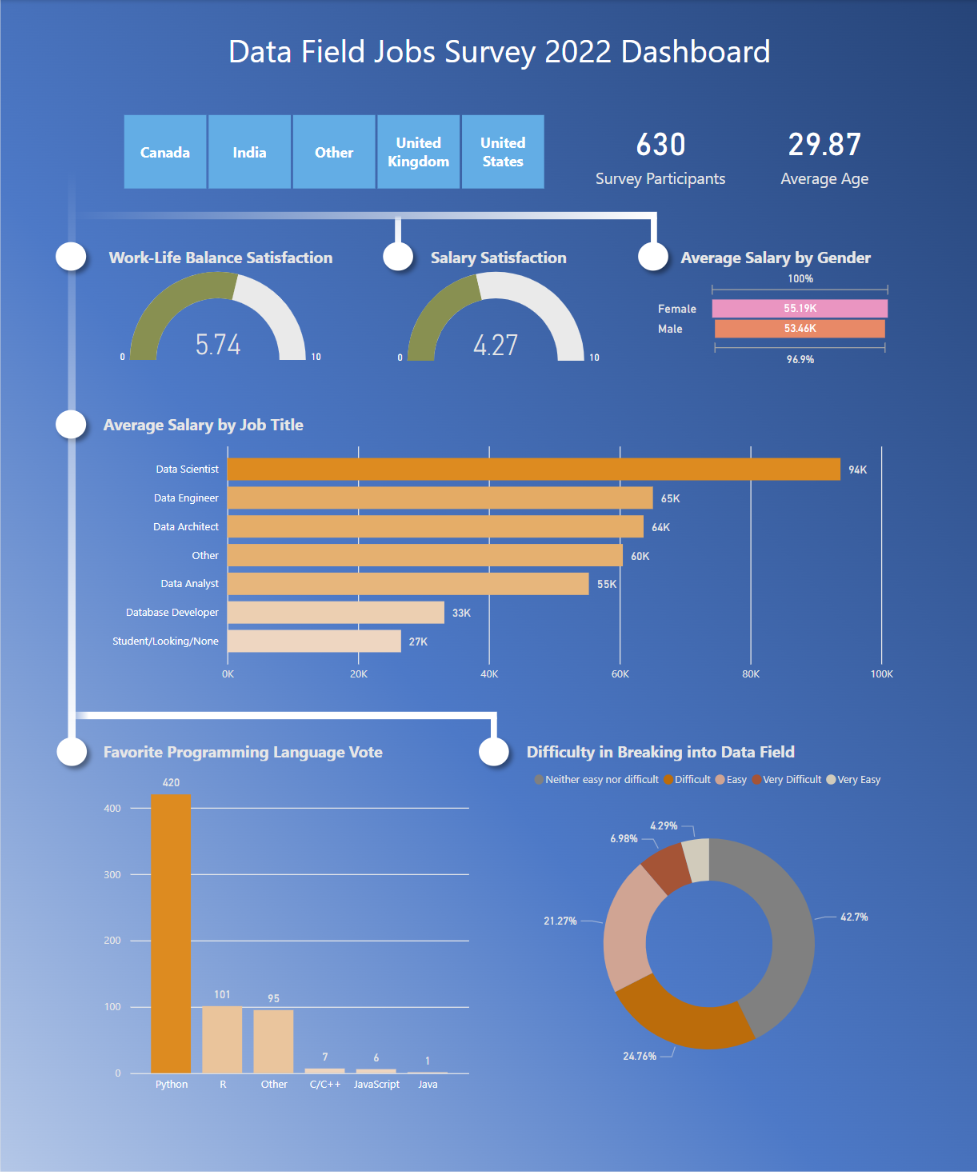 Data Field Jobs Survey 2022 Dashboard
Canada
India
Other
United
Kingdom
United
States
630
Survey Participants
29.87
Average Age
Work-Life Balance Satisfaction
5.74
0
10
Salary Satisfaction
4.27
0
10
Average Salary by Gender
100%
Female
55.19K
Male
53.46K
96.9%
Average Salary by Job Title
Data Scientist
94K
Data Engineer
65K
Data Architect
64K
Other
60K
Data Analyst
55K
Database Developer
33K
Student/Looking/None
27K
0K
20K
40K
60K
80K
100K
Favorite Programming Language Vote
420
400
300
200
101
95
100
7
6
1
0
Python
R
Other
C/C++
JavaScript
Java
Difficulty in Breaking into Data Field
Neither easy nor difficult
Difficult
Easy
Very Difficult
Very Easy
4.29%
6.98%
21.27%
42.7%
24.76%